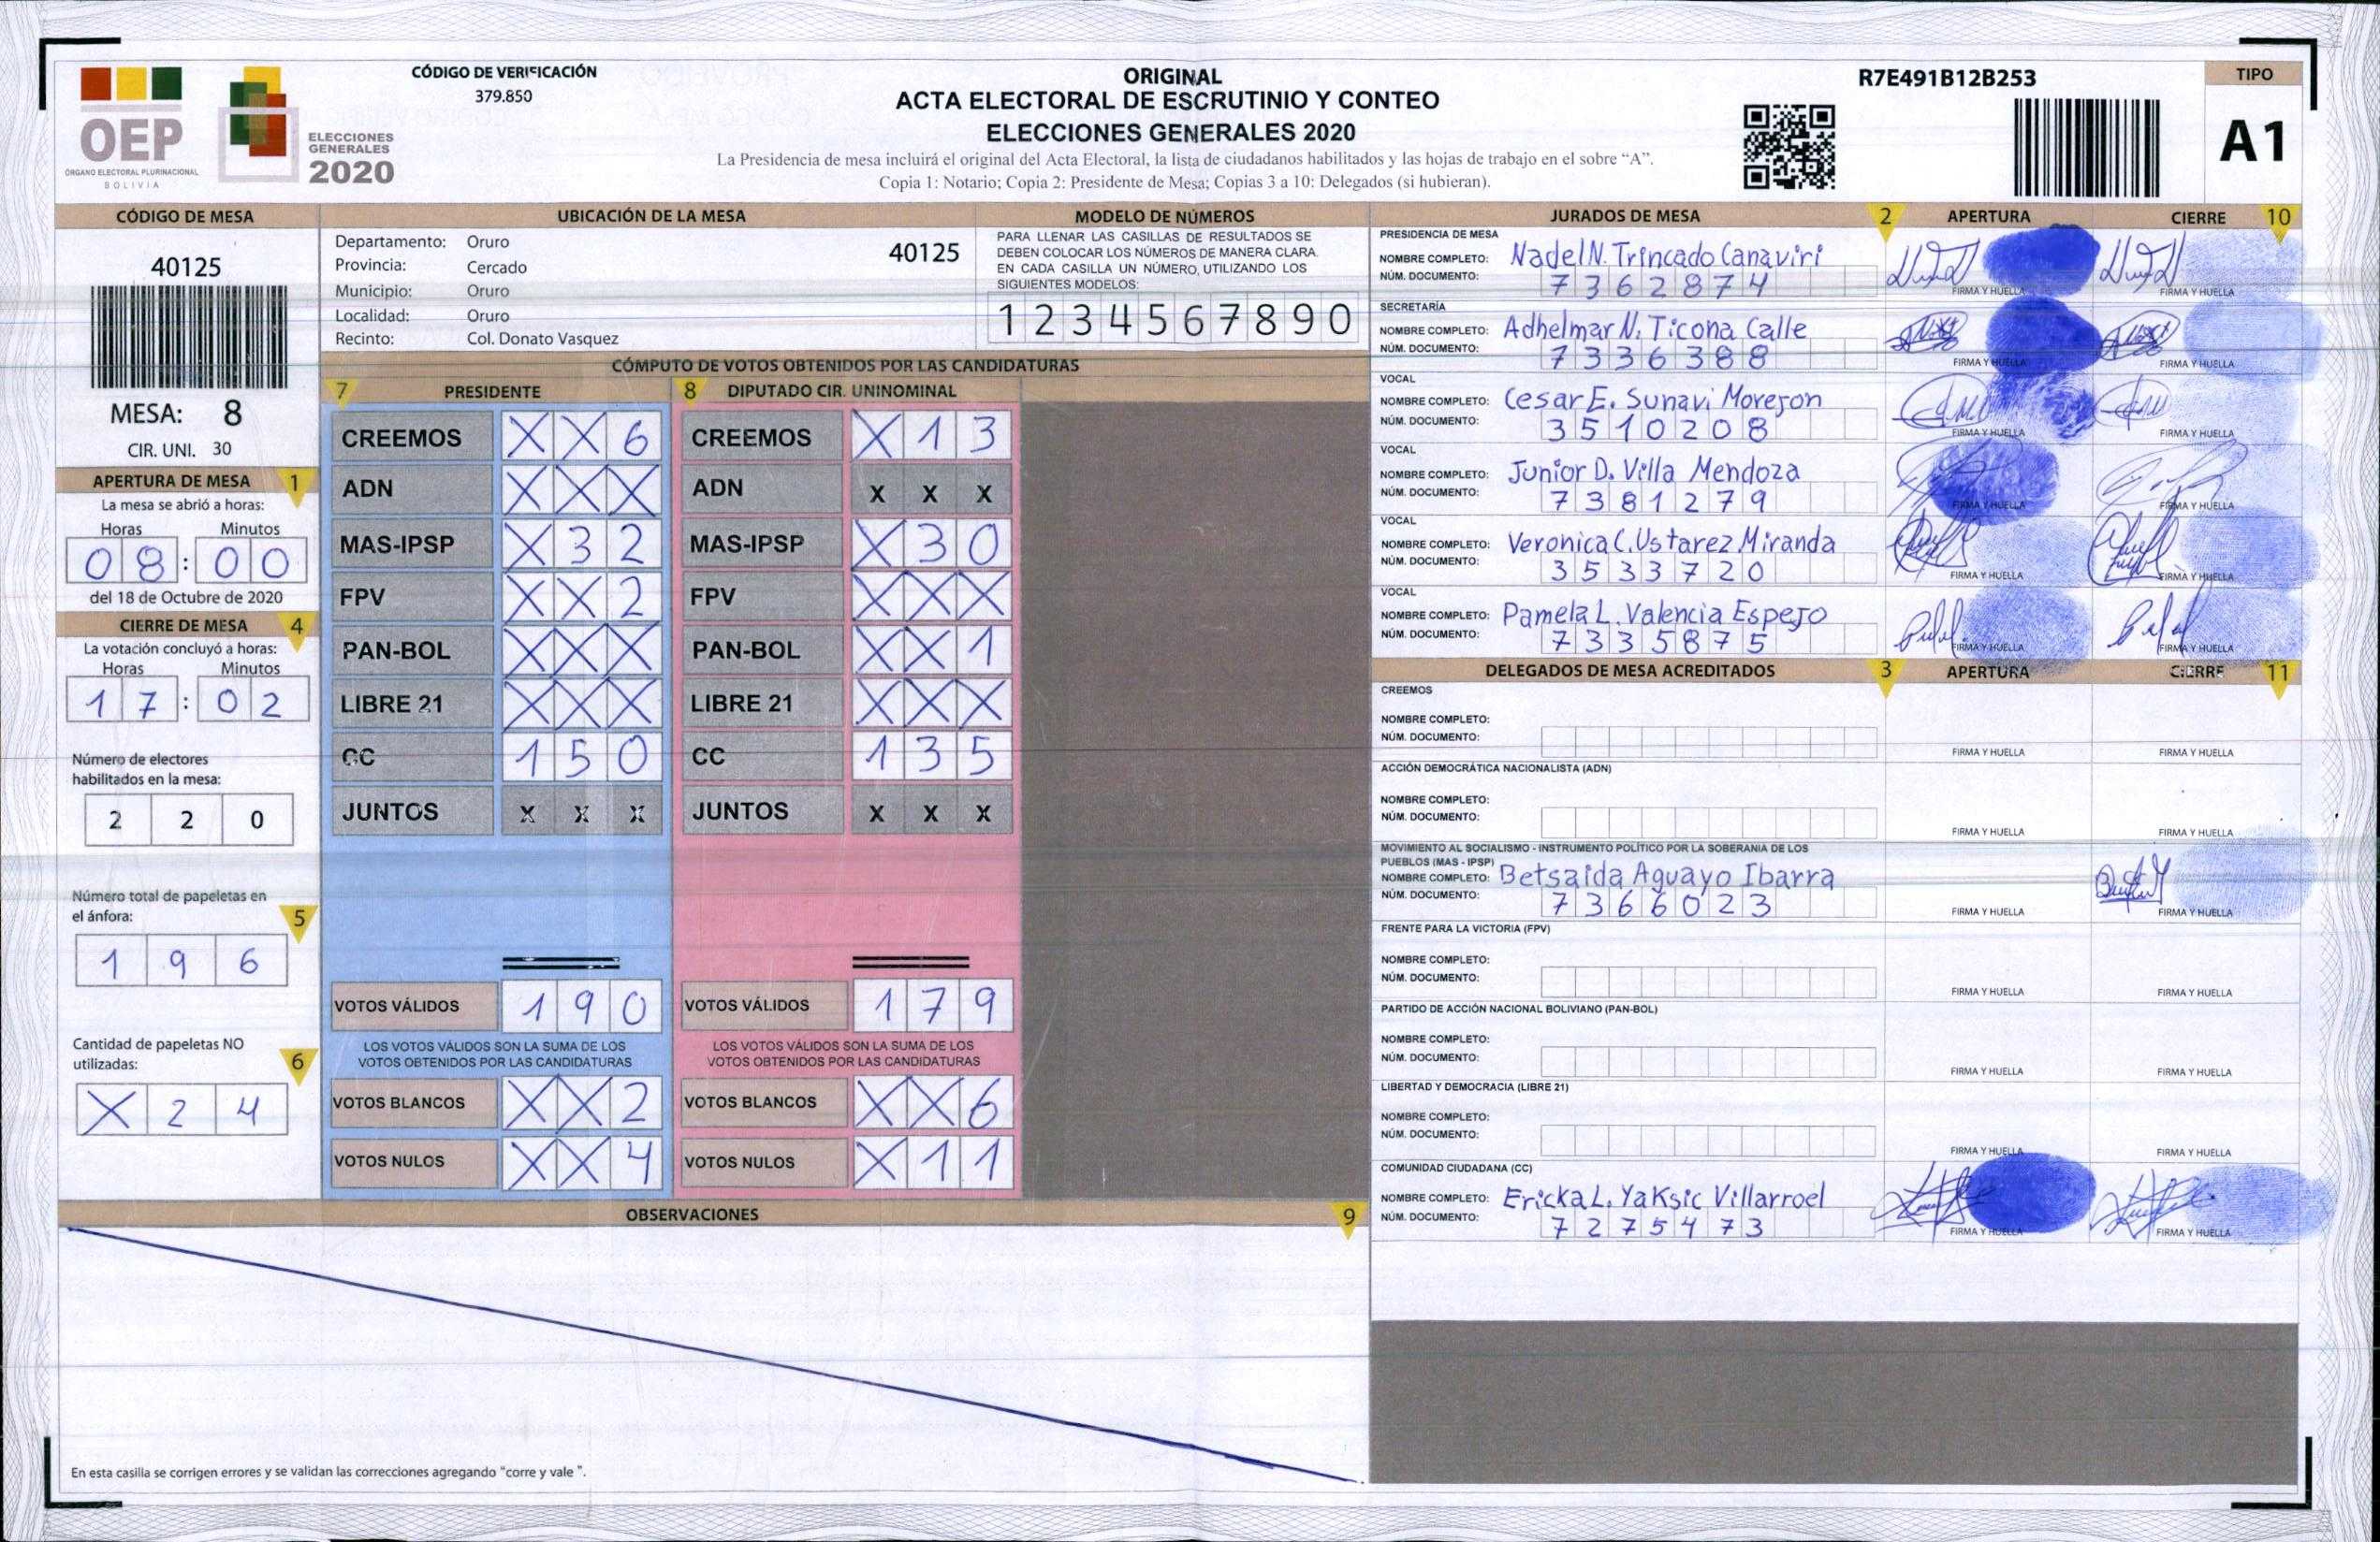 OEP
ÓRGANO ELECTORAL PLURINACIONAL
BOLIVIA
ELECCIONES
GENERALES
2020
CÓDIGO DE VERIFICACIÓN
379.850
ORIGINAL
ACTA ELECTORAL DE ESCRUTINIO Y CONTEO
ELECCIONES GENERALES 2020
La Presidencia de mesa incluirá el original del Acta Electoral, la lista de ciudadanos habilitados y las hojas de trabajo en el sobre “A”.
Copia 1: Notario; Copia 2: Presidente de Mesa; Copias 3 a 10: Delegados (si hubieran).
R7E491B12B253
TIPO
A1
CÓDIGO DE MESA
40125
MESA: 8
CIR. UNI. 30
APERTURA DE MESA 1
La mesa se abrió a horas:
Horas Minutos
08:00
del 18 de Octubre de 2020
CIERRE DE MESA 4
La votación concluyó a horas:
Horas Minutos
17:02
Número de electores
habilitados en la mesa:
2 2 0
Número total de papeletas en
el ánfora: 5
1 9 6
Cantidad de papeletas NO
utilizadas: 6
X 2 4
UBICACIÓN DE LA MESA
Departamento: Oruro 40125
Provincia: Cercado
Municipio: Oruro
Localidad: Oruro
Recinto: Col. Donato Vasquez
MODELO DE NÚMEROS
PARA LLENAR LAS CASILLAS DE RESULTADOS SE
DEBEN COLOCAR LOS NÚMEROS DE MANERA CLARA.
EN CADA CASILLA UN NÚMERO, UTILIZANDO LOS
SIGUIENTES MODELOS:
1 2 3 4 5 6 7 8 9 0
CÓMPUTO DE VOTOS OBTENIDOS POR LAS CANDIDATURAS
7 PRESIDENTE 8 DIPUTADO CIR. UNINOMINAL
CREEMOS X X 6 CREEMOS X 1 3
ADN X X X ADN X X X
MAS-IPSP X 3 2 MAS-IPSP X 3 0
FPV X X 2 FPV X X X
PAN-BOL X X X PAN-BOL X X 1
LIBRE 21 X X X LIBRE 21 X X X
CC 1 5 0 CC 1 3 5
JUNTOS X X X JUNTOS X X X
VOTOS VÁLIDOS 1 9 0 VOTOS VÁLIDOS 1 7 9
LOS VOTOS VÁLIDOS SON LA SUMA DE LOS LOS VOTOS VÁLIDOS SON LA SUMA DE LOS
VOTOS OBTENIDOS POR LAS CANDIDATURAS VOTOS OBTENIDOS POR LAS CANDIDATURAS
VOTOS BLANCOS X X 2 VOTOS BLANCOS X X 6
VOTOS NULOS X X 4 VOTOS NULOS X 1 1
OBSERVACIONES 9
En esta casilla se corrigen errores y se validan las correcciones agregando “corre y vale ”.
JURADOS DE MESA 2 APERTURA CIERRE 10
PRESIDENCIA DE MESA
NOMBRE COMPLETO: Nadel N. Trincado Canaviri
NÚM. DOCUMENTO: 7362874
FIRMA Y HUELLA FIRMA Y HUELLA
SECRETARÍA
NOMBRE COMPLETO: Adhelmar N. Ticona Calle
NÚM. DOCUMENTO: 7336388
FIRMA Y HUELLA FIRMA Y HUELLA
VOCAL
NOMBRE COMPLETO: Cesar E. Sunavi Morejon
NÚM. DOCUMENTO: 3510208
FIRMA Y HUELLA FIRMA Y HUELLA
VOCAL
NOMBRE COMPLETO: Junior D. Villa Mendoza
NÚM. DOCUMENTO: 7381279
FIRMA Y HUELLA FIRMA Y HUELLA
VOCAL
NOMBRE COMPLETO: Veronica C. Ustarez Miranda
NÚM. DOCUMENTO: 3533720
FIRMA Y HUELLA FIRMA Y HUELLA
VOCAL
NOMBRE COMPLETO: Pamela L. Valencia Espejo
NÚM. DOCUMENTO: 7335875
FIRMA Y HUELLA FIRMA Y HUELLA
DELEGADOS DE MESA ACREDITADOS 3 APERTURA CIERRE 11
CREEMOS
NOMBRE COMPLETO:
NÚM. DOCUMENTO:
FIRMA Y HUELLA FIRMA Y HUELLA
ACCIÓN DEMOCRÁTICA NACIONALISTA (ADN)
NOMBRE COMPLETO:
NÚM. DOCUMENTO:
FIRMA Y HUELLA FIRMA Y HUELLA
MOVIMIENTO AL SOCIALISMO - INSTRUMENTO POLÍTICO POR LA SOBERANIA DE LOS
PUEBLOS (MAS - IPSP)
NOMBRE COMPLETO: Betsaida Aguayo Ibarra
NÚM. DOCUMENTO: 7366023
FIRMA Y HUELLA FIRMA Y HUELLA
FRENTE PARA LA VICTORIA (FPV)
NOMBRE COMPLETO:
NÚM. DOCUMENTO:
FIRMA Y HUELLA FIRMA Y HUELLA
PARTIDO DE ACCIÓN NACIONAL BOLIVIANO (PAN-BOL)
NOMBRE COMPLETO:
NÚM. DOCUMENTO:
FIRMA Y HUELLA FIRMA Y HUELLA
LIBERTAD Y DEMOCRACIA (LIBRE 21)
NOMBRE COMPLETO:
NÚM. DOCUMENTO:
FIRMA Y HUELLA FIRMA Y HUELLA
COMUNIDAD CIUDADANA (CC)
NOMBRE COMPLETO: Ericka L. Yaksic Villarroel
NÚM. DOCUMENTO: 7275473
FIRMA Y HUELLA FIRMA Y HUELLA